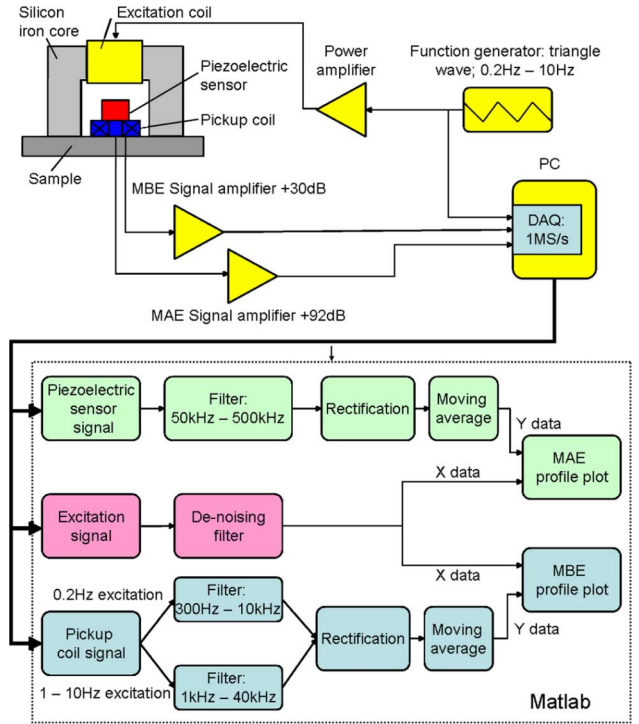 Silicon
iron core
Excitation coil
Piezoelectric
sensor
Pickup coil
Sample
Power
amplifier
Function generator: triangle
wave; 0.2Hz – 10Hz
PC
DAQ:
1MS/s
MBE Signal amplifier +30dB
MAE Signal amplifier +92dB
Piezoelectric
sensor
signal
Filter:
50kHz – 500kHz
Rectification
Moving
average
Y data
MAE
profile plot
X data
Excitation
signal
De-noising
filter
X data
MBE
profile plot
0.2Hz excitation
Filter:
300Hz – 10kHz
Pickup
coil signal
Rectification
Moving
average
Y data
1 – 10Hz excitation
Filter:
1kHz – 40kHz
Matlab